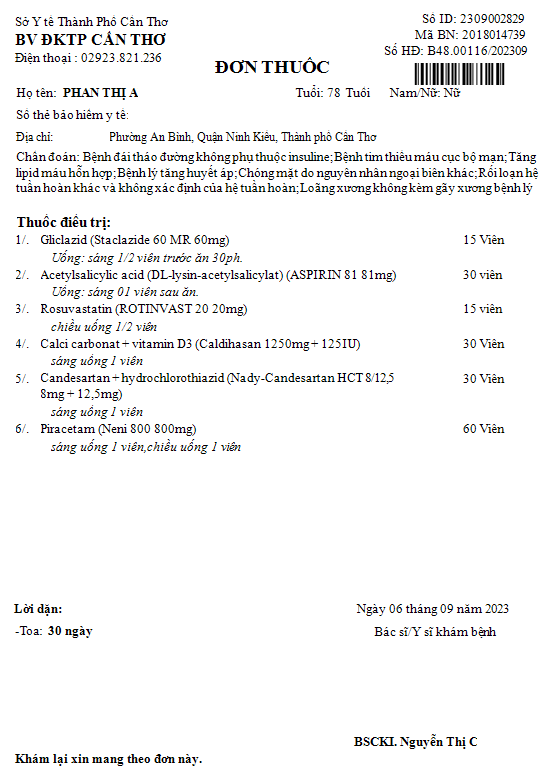 Sở Y tế Thành Phố Cần Thơ
BV ĐKTP CẦN THƠ
Điện thoại : 02923.821.236
Số ID: 2309002829
Mã BN: 2018014739
Số HĐ: B48.00116/202309
ĐƠN THUỐC
Họ tên: PHAN THỊ A Tuổi: 78 Tuổi Nam/Nữ: Nữ
Số thẻ bảo hiểm y tế:
Địa chỉ: Phường An Bình, Quận Ninh Kiều, Thành phố Cần Thơ
Chẩn đoán: Bệnh đái tháo đường không phụ thuộc insuline; Bệnh tim thiếu máu cục bộ mạn; Tăng
lipid máu hỗn hợp; Bệnh lý tăng huyết áp; Chóng mặt do nguyên nhân ngoại biên khác; Rối loạn hệ
tuần hoàn khác và không xác định của hệ tuần hoàn; Loãng xương không kèm gãy xương bệnh lý
Thuốc điều trị:
1/. Gliclazid (Staclazide 60 MR 60mg) 15 Viên
Uống: sáng 1/2 viên trước ăn 30ph.
2/. Acetylsalicylic acid (DL-lysin-acetylsalicylat) (ASPIRIN 81 81mg) 30 viên
Uống: sáng 01 viên sau ăn.
3/. Rosuvastatin (ROTINVAST 20 20mg) 15 viên
chiều uống 1/2 viên
4/. Calci carbonat + vitamin D3 (Caldihasan 1250mg + 125IU) 30 Viên
sáng uống 1 viên
5/. Candesartan + hydrochlorothiazid (Nady-Candesartan HCT 8/12,5 30 Viên
8mg + 12,5mg)
sáng uống 1 viên
6/. Piracetam (Neni 800 800mg) 60 Viên
sáng uống 1 viên,chiều uống 1 viên
Lời dặn:
-Toa: 30 ngày
Ngày 06 tháng 09 năm 2023
Bác sĩ/Y sĩ khám bệnh
BSCKI. Nguyễn Thị C
Khám lại xin mang theo đơn này.